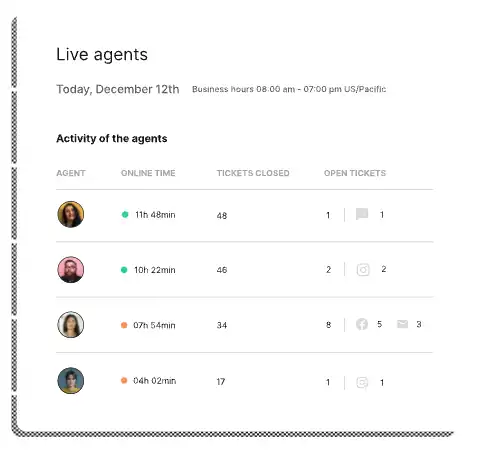 Live agents
Today, December 12th Business hours 08:00 am - 07:00 pm US/Pacific
Activity of the agents
AGENT ONLINE TIME TICKETS CLOSED OPEN TICKETS
11h 48min 48 1 1
10h 22min 46 2 2
07h 54min 34 8 5 3
04h 02min 17 1 1